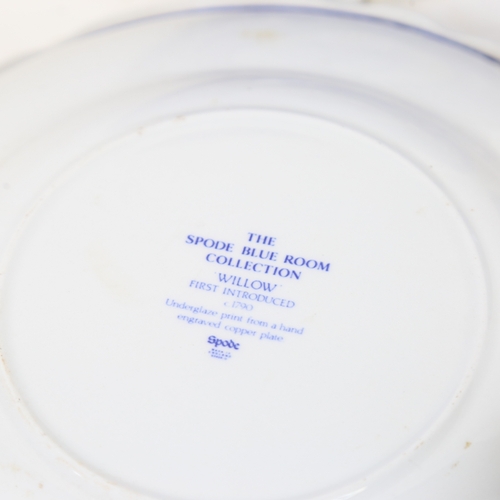 THE
SPODE BLUE ROOM
COLLECTION
"WILLOW"
FIRST INTRODUCED
c.1790
Underglaze print from a hand
engraved copper plate
Spode